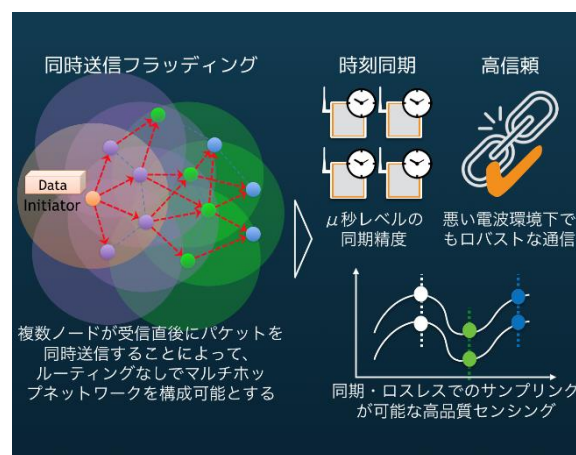 同時送信フラッディング
Data
Initiator
複数ノードが受信直後にパケットを
同時送信することによって、
ルーティングなしでマルチホッ
プネットワークを構成可能とする
時刻同期
μ秒レベルの
同期精度
高信頼
悪い電波環境下で
もロバストな通信
同期・ロスレスでのサンプリング
が可能な高品質センシング